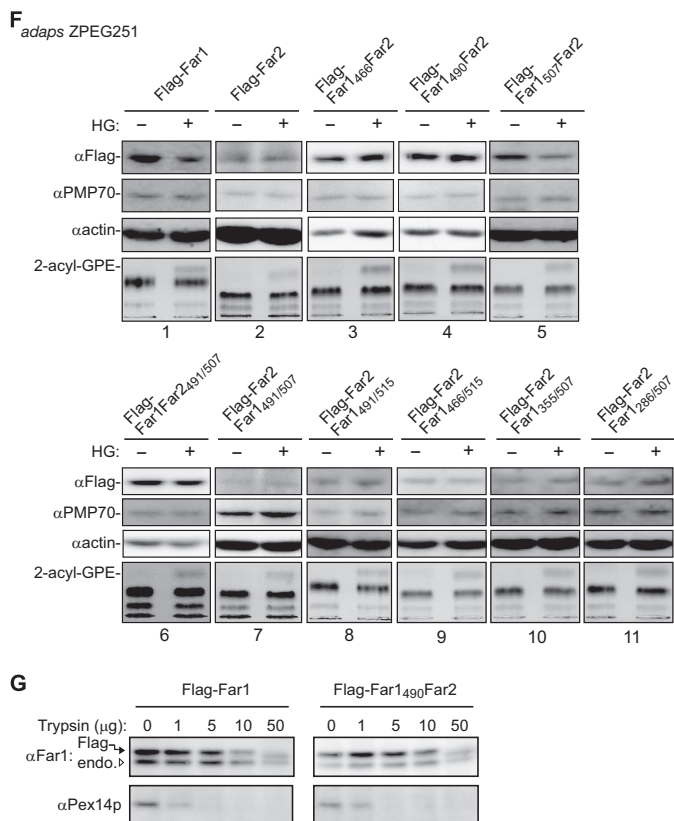 F
adaps ZPEG251
Flag-Far1
Flag-Far2
Flag-
Far1466Far2
Flag-
Far1490Far2
Flag-
Far1507Far2
HG: – + – + – + – + – +
αFlag-
αPMP70-
αactin-
2-acyl-GPE-
1 2 3 4 5
Flag-
Far1Far2491/507
Flag-Far2
Far1491/507
Flag-Far2
Far1491/515
Flag-Far2
Far1466/515
Flag-Far2
Far1355/507
Flag-Far2
Far1286/507
HG: – + – + – + – + – + – +
αFlag-
αPMP70-
αactin-
2-acyl-GPE-
6 7 8 9 10 11
G
Flag-Far1 Flag-Far1490Far2
Trypsin (μg): 0 1 5 10 50 0 1 5 10 50
Flag-
αFar1:
endo.
αPex14p